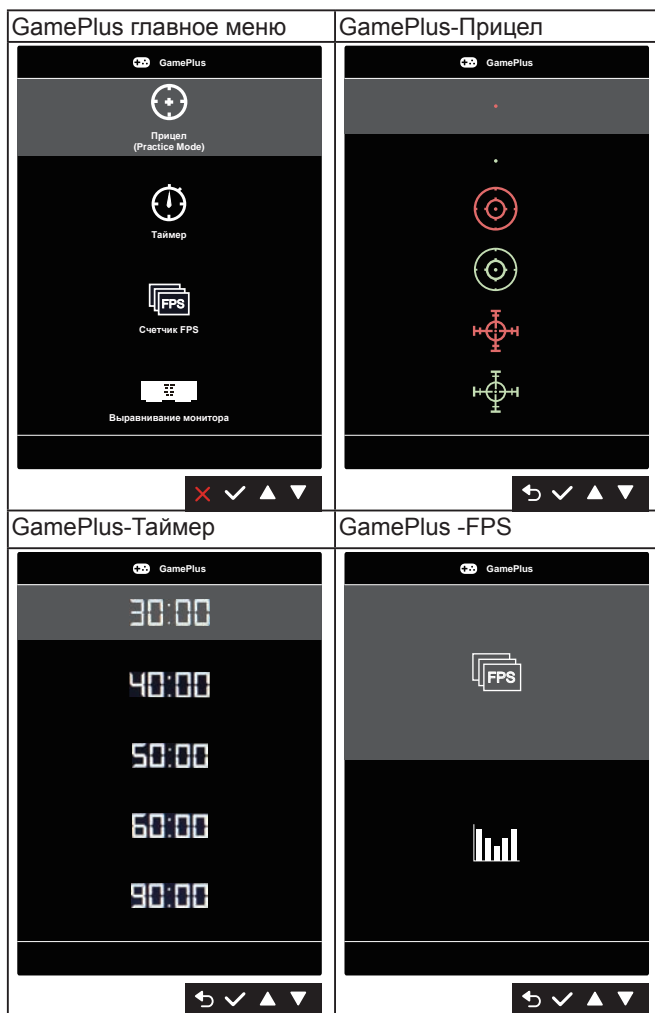 GamePlus главное меню
GamePlus
Прицел
(Practice Mode)
Таймер
FPS
Счетчик FPS
Выравнивание монитора
GamePlus-Прицел
GamePlus
GamePlus-Таймер
GamePlus
30:00
40:00
50:00
60:00
90:00
GamePlus -FPS
GamePlus
FPS